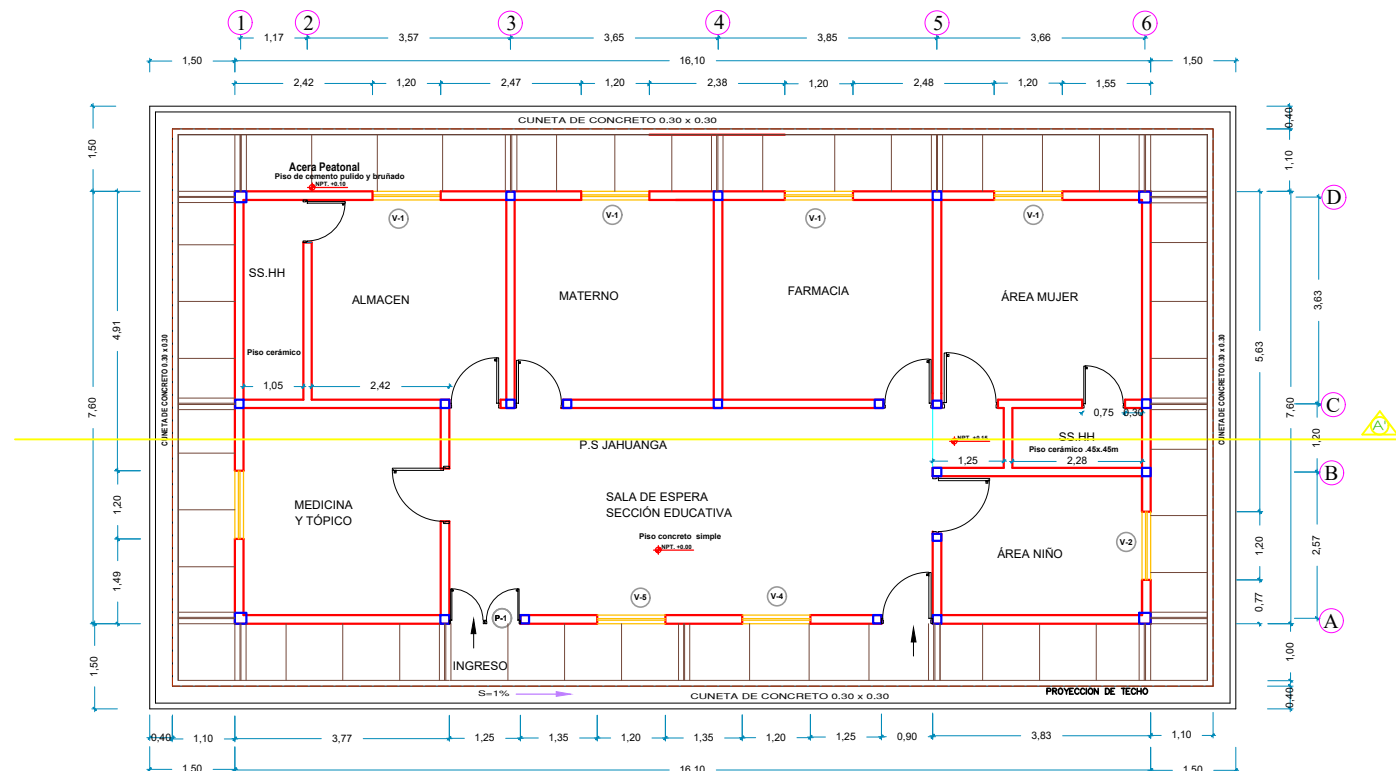 1 2 3 4 5 6
1,17 3,57 3,65 3,85 3,66
1,50 16,10 1,50
2,42 1,20 2,47 1,20 2,38 1,20 2,48 1,20 1,55
CUNETA DE CONCRETO 0.30 x 0.30
0,40
1,50
1,10
Acera Peatonal
Piso de cemento pulido y bruñado
NPT. +0.10
D
V-1 V-1 V-1 V-1
SS.HH
ALMACEN
MATERNO
FARMACIA
ÁREA MUJER
4,91
3,63
5,63
CUNETA DE CONCRETO 0.30 x 0.30
CUNETA DE CONCRETO 0.30 x 0.30
Piso cerámico
1,05 2,42
0,75 0,30
7,60
7,60
C
1,20
A'
P.S JAHUANGA
NPT. +0.15
SS.HH
Piso cerámico .45x.45m
1,25 2,28
B
MEDICINA
Y TÓPICO
SALA DE ESPERA
SECCIÓN EDUCATIVA
Piso concreto simple
NPT. +0.00
ÁREA NIÑO
V-2
1,20
1,20
2,57
1,49
0,77
V-5 V-4
P-1
A
INGRESO
1,50
1,00
0,40
S=1%
CUNETA DE CONCRETO 0.30 x 0.30
PROYECCION DE TECHO
0,40 1,10 3,77 1,25 1,35 1,20 1,35 1,20 1,25 0,90 3,83 1,10
1,50 16,10 1,50